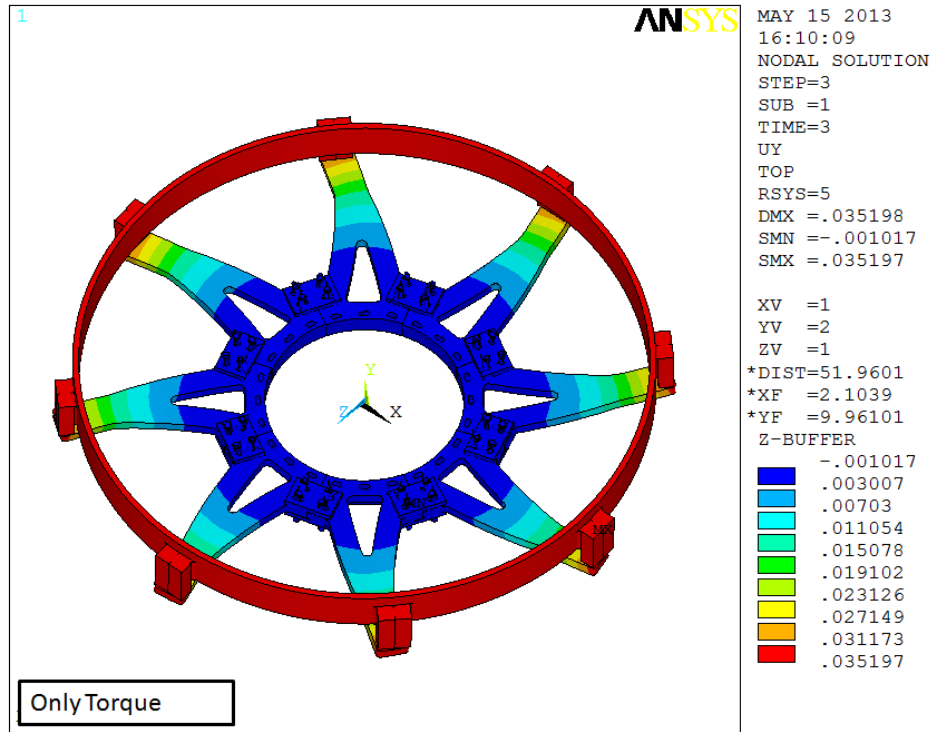 1
ANSYS
MAY 15 2013
16:10:09
NODAL SOLUTION
STEP=3
SUB =1
TIME=3
UY
TOP
RSYS=5
DMX =.035198
SMN =-.001017
SMX =.035197
XV =1
YV =2
ZV =1
*DIST=51.9601
*XF =2.1039
*YF =9.96101
Z-BUFFER
-.001017
.003007
.00703
.011054
.015078
.019102
.023126
.027149
.031173
.035197
Y
Z X
MX
Only Torque